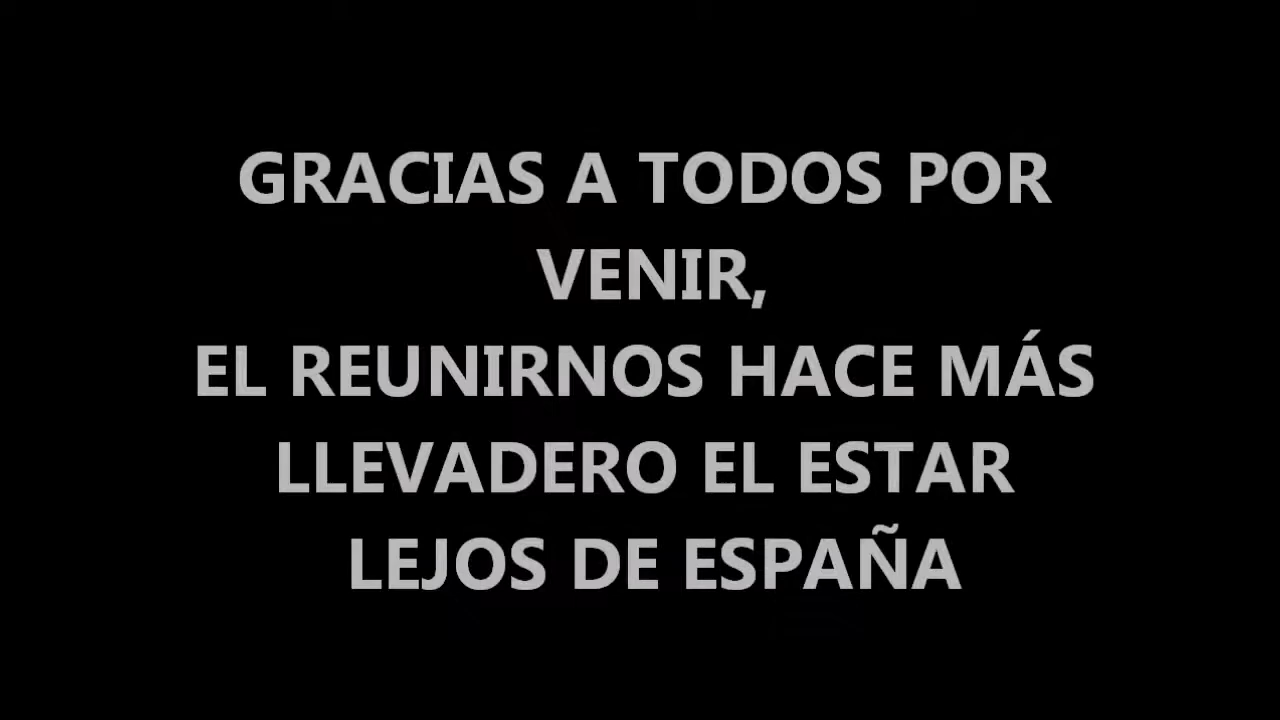 GRACIAS A TODOS POR
VENIR,
EL REUNIRNOS HACE MÁS
LLEVADERO EL ESTAR
LEJOS DE ESPAÑA